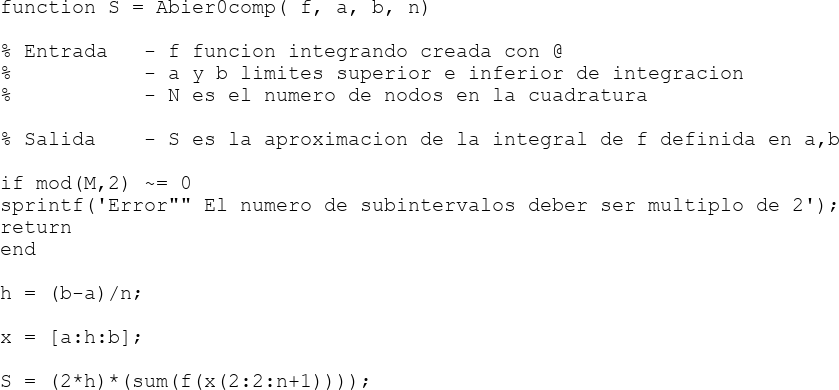 function S = Abier0comp( f, a, b, n)
% Entrada   - f funcion integrando creada con @
%           - a y b limites superior e inferior de integracion
%           - N es el numero de nodos en la cuadratura
% Salida    - S es la aproximacion de la integral de f definida en a,b
if mod(M,2) ~= 0
sprintf('Error"" El numero de subintervalos deber ser multiplo de 2');
return
end
h = (b-a)/n;
x = [a:h:b];
S = (2*h)*(sum(f(x(2:2:n+1))));